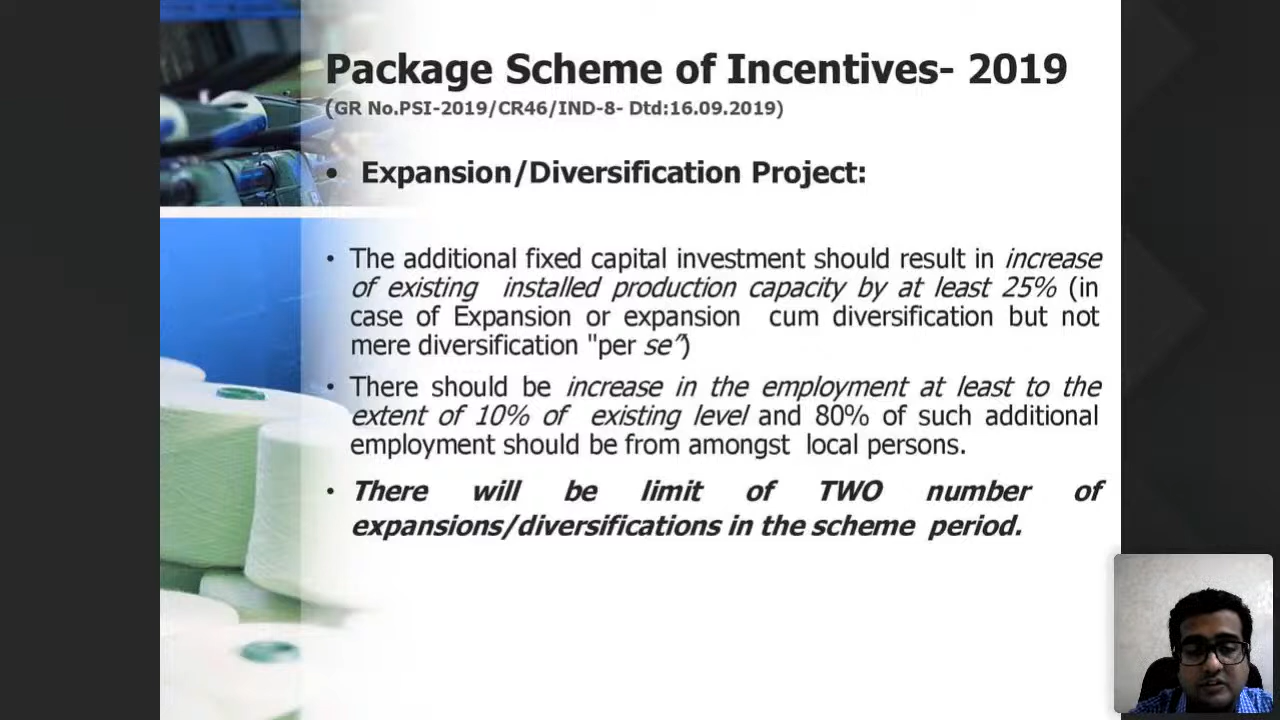 Package Scheme of Incentives- 2019
(GR No.PSI-2019/CR46/IND-8- Dtd:16.09.2019)
• Expansion/Diversification Project:
• The additional fixed capital investment should result in increase
of existing installed production capacity by at least 25% (in
case of Expansion or expansion cum diversification but not
mere diversification "per se”)
• There should be increase in the employment at least to the
extent of 10% of existing level and 80% of such additional
employment should be from amongst local persons.
• There will be limit of TWO number of
expansions/diversifications in the scheme period.